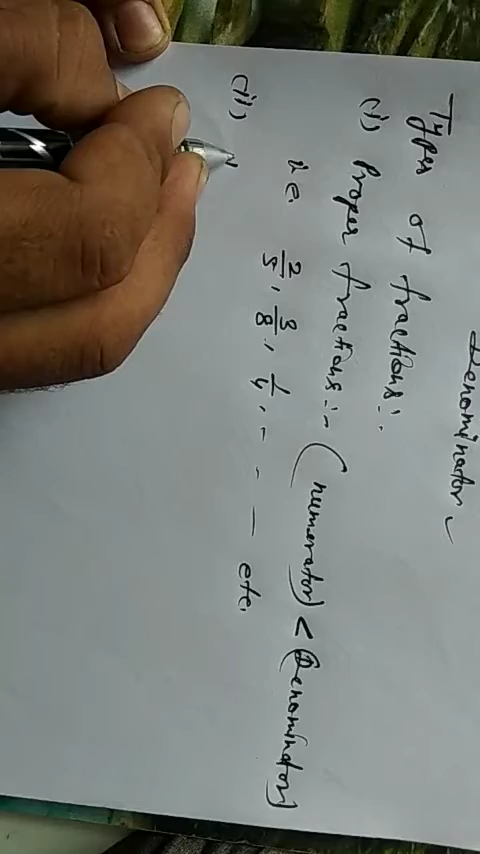 Denominator
Types of fractions:.
(i), Proper fractions:- (numerator) < (Denominator)
i.e. 2/5, 3/8, 1/4, - - - etc.
(ii),